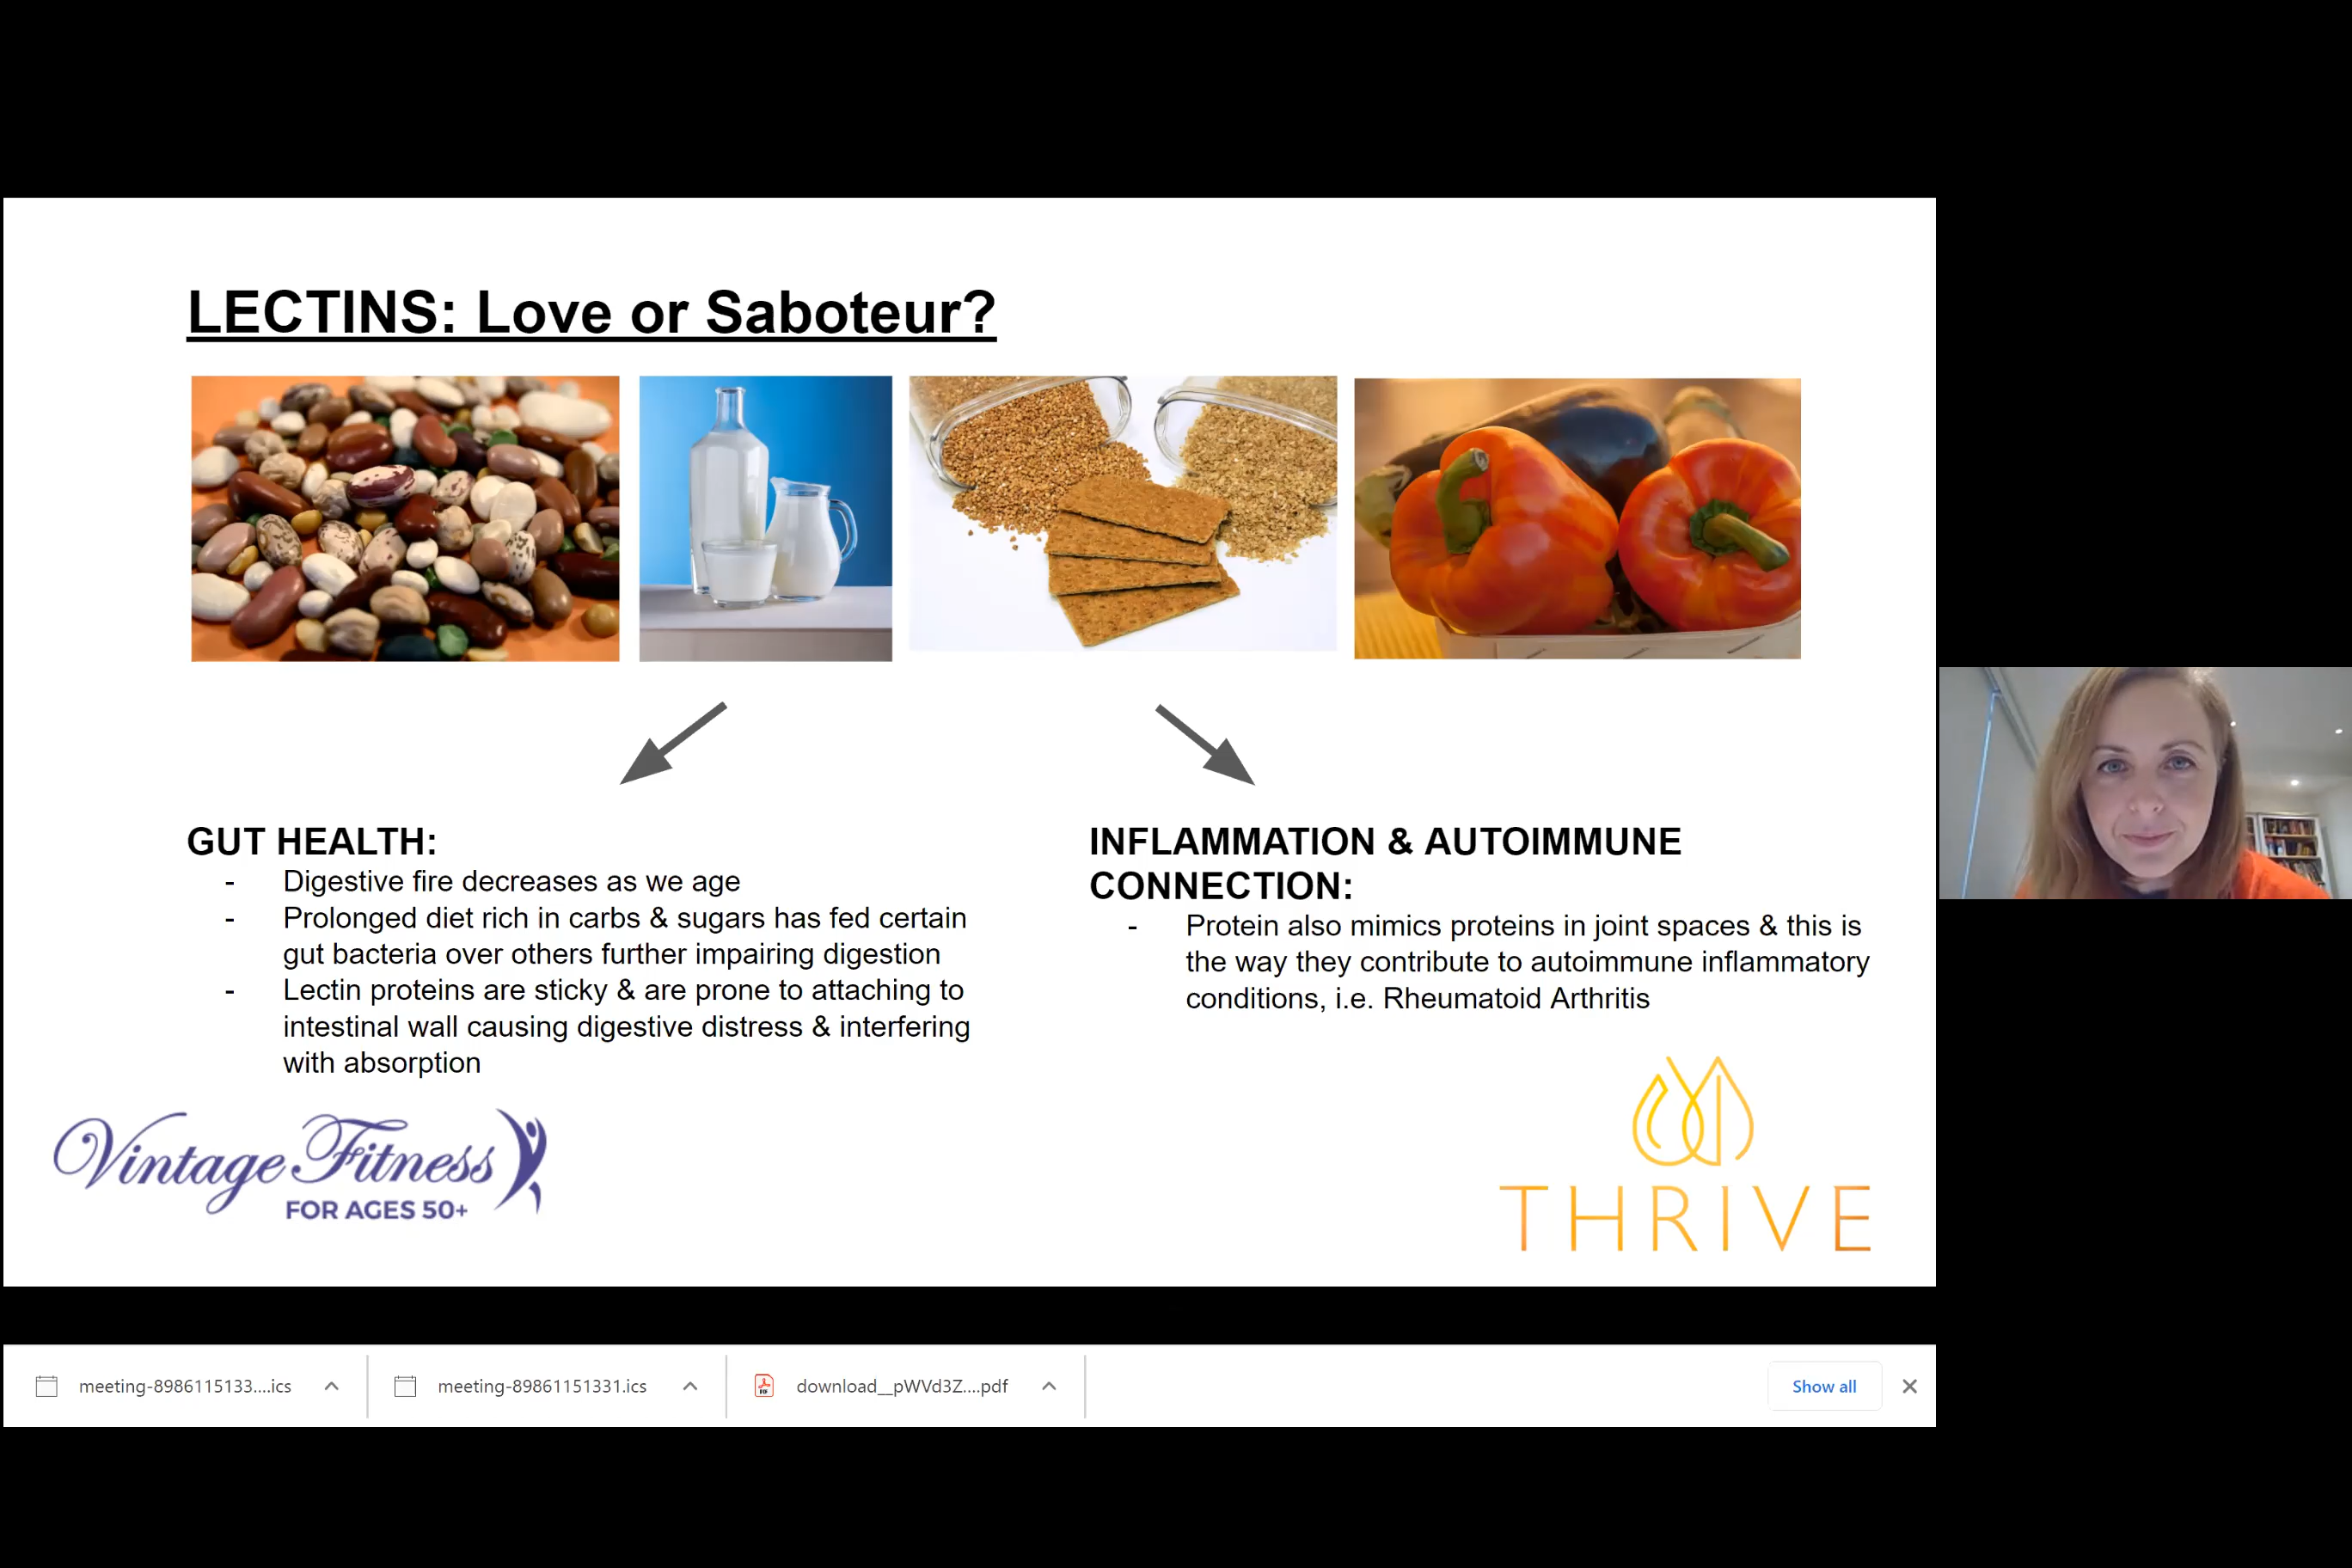 LECTINS: Love or Saboteur?
GUT HEALTH:
- Digestive fire decreases as we age
- Prolonged diet rich in carbs & sugars has fed certain
gut bacteria over others further impairing digestion
- Lectin proteins are sticky & are prone to attaching to
intestinal wall causing digestive distress & interfering
with absorption
INFLAMMATION & AUTOIMMUNE
CONNECTION:
- Protein also mimics proteins in joint spaces & this is
the way they contribute to autoimmune inflammatory
conditions, i.e. Rheumatoid Arthritis
Vintage Fitness
FOR AGES 50+
THRIVE
meeting-8986115133....ics
meeting-89861151331.ics
PDF
download__pWVd3Z....pdf
Show all